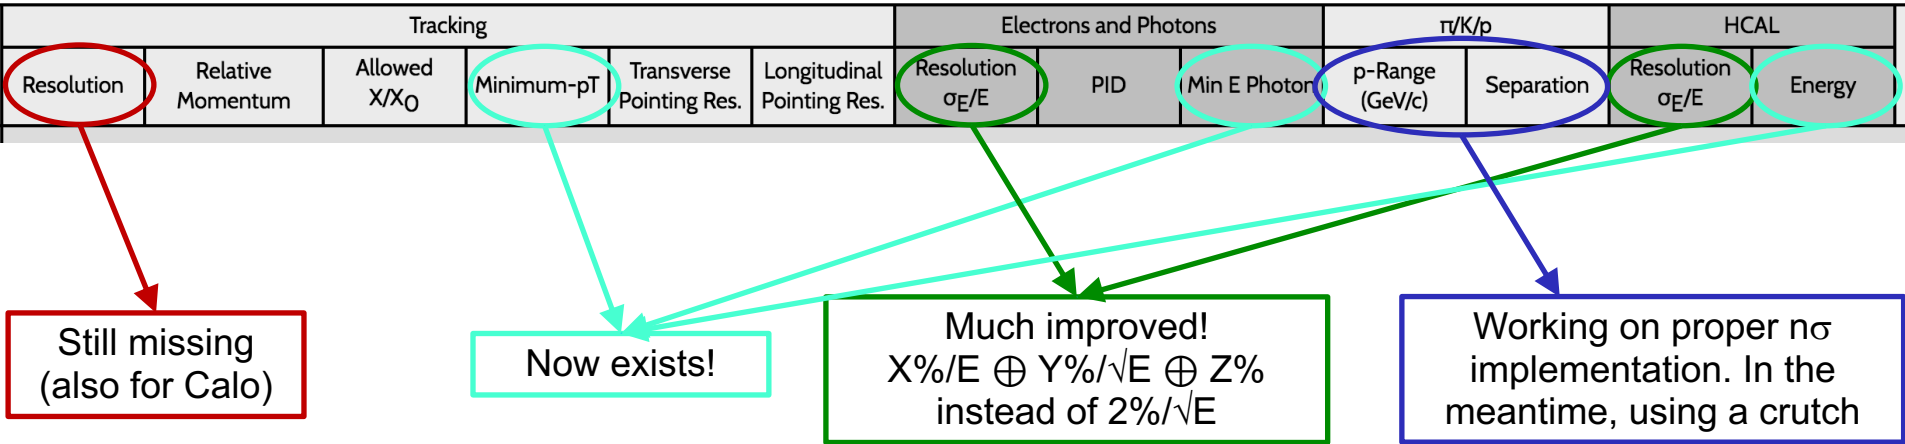 Tracking
Electrons and Photons
π/K/p
HCAL
Resolution
Relative
Momentum
Allowed
X/X₀
Minimum-pT
Transverse
Pointing Res.
Longitudinal
Pointing Res.
Resolution
σE/E
PID
Min E Photon
p-Range
(GeV/c)
Separation
Resolution
σE/E
Energy
Still missing
(also for Calo)
Now exists!
Much improved!
X%/E ⊕ Y%/√E ⊕ Z%
instead of 2%/√E
Working on proper nσ
implementation. In the
meantime, using a crutch